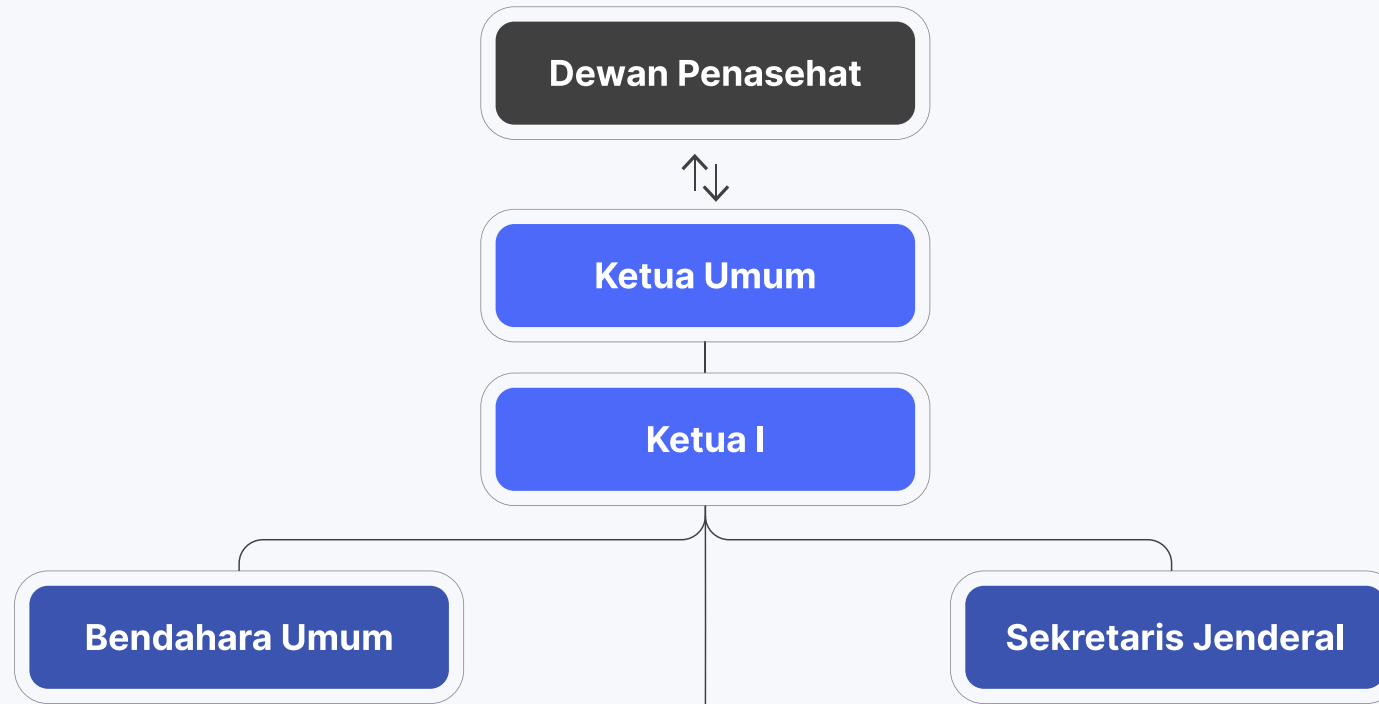 Dewan Penasehat
Ketua Umum
Ketua I
Bendahara Umum
Sekretaris Jenderal